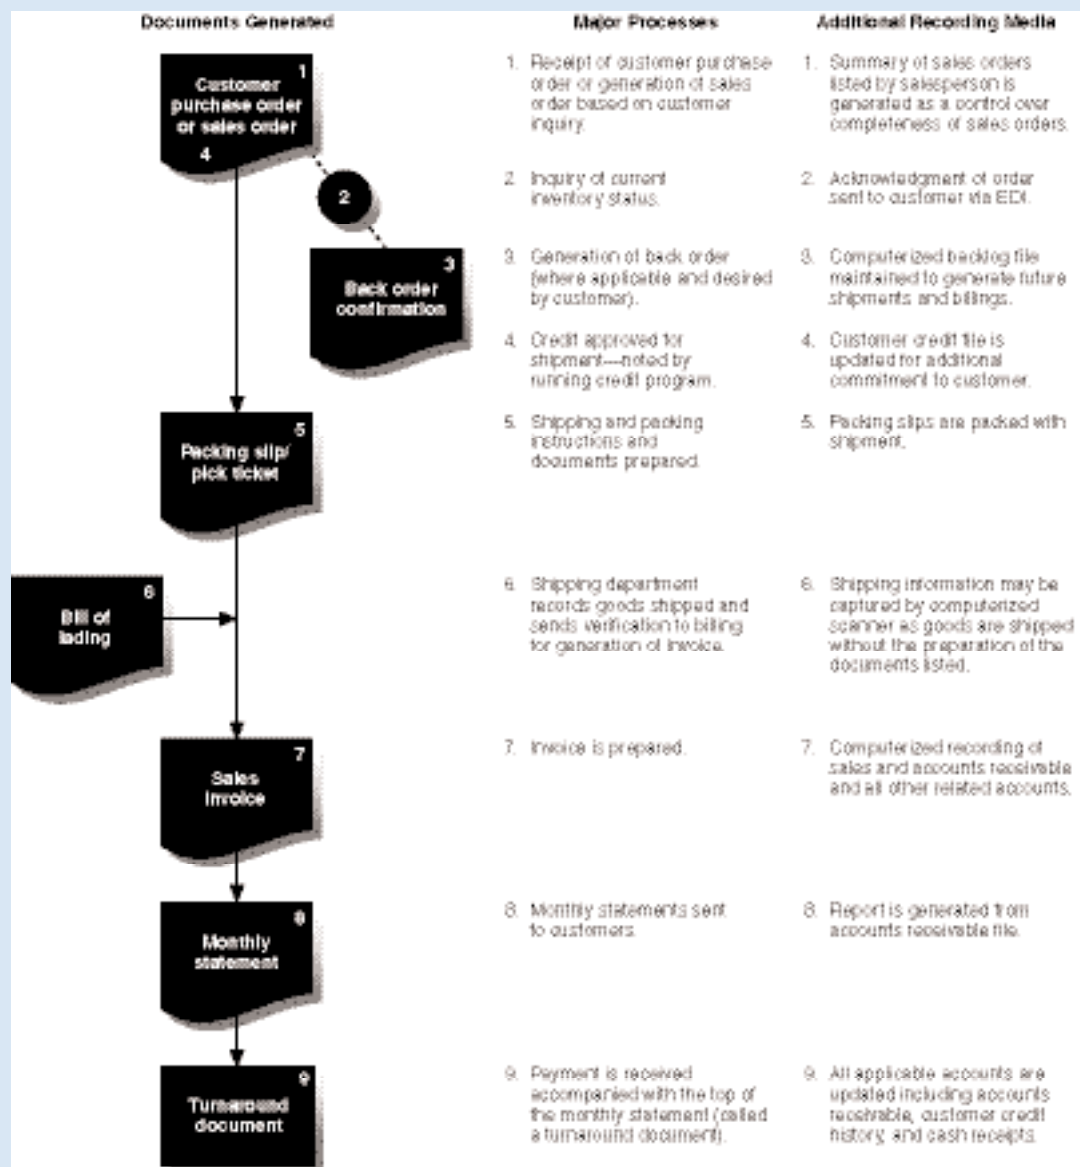 Documents Generated
Major Processes
Additional Recording Media
1
Customer
purchase order
or sales order
4
2
3
Back order
confirmation
5
Packing slip/
pick ticket
6
Bill of
lading
7
Sales
invoice
8
Monthly
statement
9
Turnaround
document
1. Receipt of customer purchase
order or generation of sales
order based on customer
inquiry.
2. Inquiry of current
inventory status.
3. Generation of back order
(where applicable and desired
by customer).
4. Credit approved for
shipment—noted by
running credit program.
5. Shipping and packing
instructions and
documents prepared.
6. Shipping department
records goods shipped and
sends verification to billing
for generation of invoice.
7. Invoice is prepared.
8. Monthly statements sent
to customers.
9. Payment is received
accompanied with the top of
the monthly statement (called
a turnaround document).
1. Summary of sales orders
listed by salesperson is
generated as a control over
completeness of sales orders.
2. Acknowledgment of order
sent to customer via EDI.
3. Computerized backlog file
maintained to generate future
shipments and billings.
4. Customer credit file is
updated for additional
commitment to customer.
5. Packing slips are packed with
shipment.
6. Shipping information may be
captured by computerized
scanner as goods are shipped
without the preparation of the
documents listed.
7. Computerized recording of
sales and accounts receivable
and all other related accounts.
8. Report is generated from
accounts receivable file.
9. All applicable accounts are
updated including accounts
receivable, customer credit
history, and cash receipts.